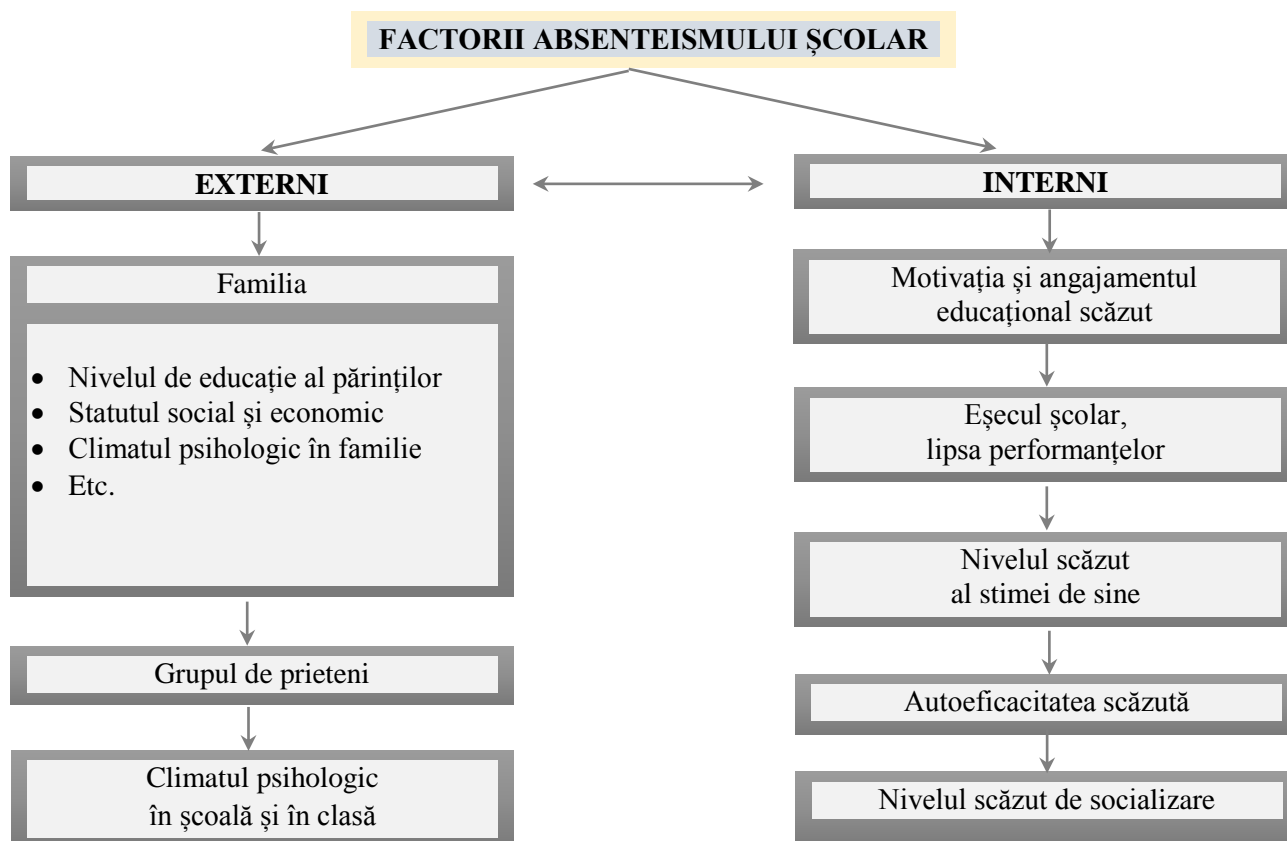 FACTORII ABSENTEISMULUI ȘCOLAR
EXTERNI
Familia
• Nivelul de educație al părinților
• Statutul social și economic
• Climatul psihologic în familie
• Etc.
Grupul de prieteni
Climatul psihologic
în școală și în clasă
INTERNI
Motivația și angajamentul
educațional scăzut
Eșecul școlar,
lipsa performanțelor
Nivelul scăzut
al stimei de sine
Autoeficacitatea scăzută
Nivelul scăzut de socializare